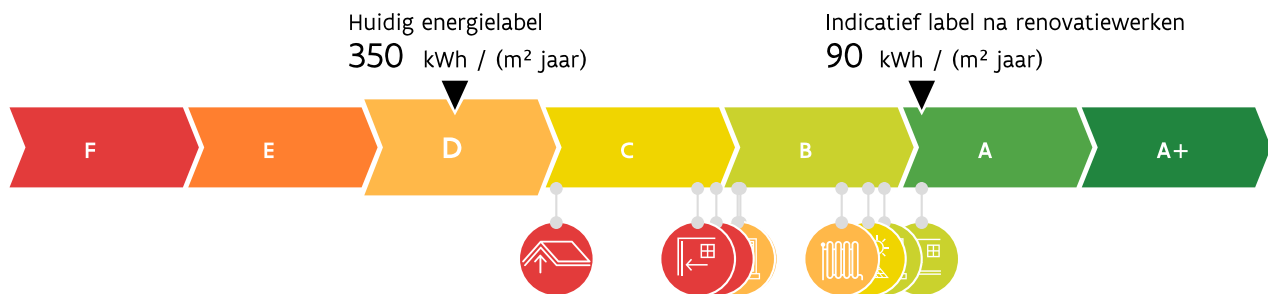 Huidig energielabel
350 kWh / (m² jaar)
Indicatief label na renovatiewerken
90 kWh / (m² jaar)
F E D C B A A+